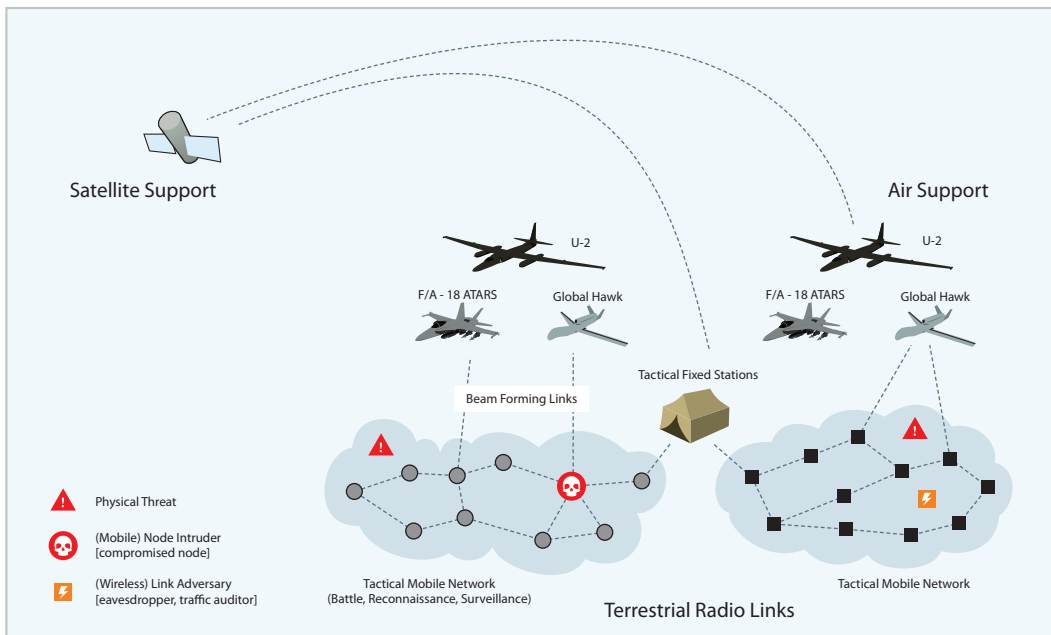 Satellite Support
Air Support
U-2
U-2
F/A - 18 ATARS
Global Hawk
F/A - 18 ATARS
Global Hawk
Tactical Fixed Stations
Beam Forming Links
!
!
! Physical Threat
(Mobile) Node Intruder
[compromised node]
(Wireless) Link Adversary
[eavesdropper, traffic auditor]
Tactical Mobile Network
(Battle, Reconnaissance, Surveillance)
Tactical Mobile Network
Terrestrial Radio Links